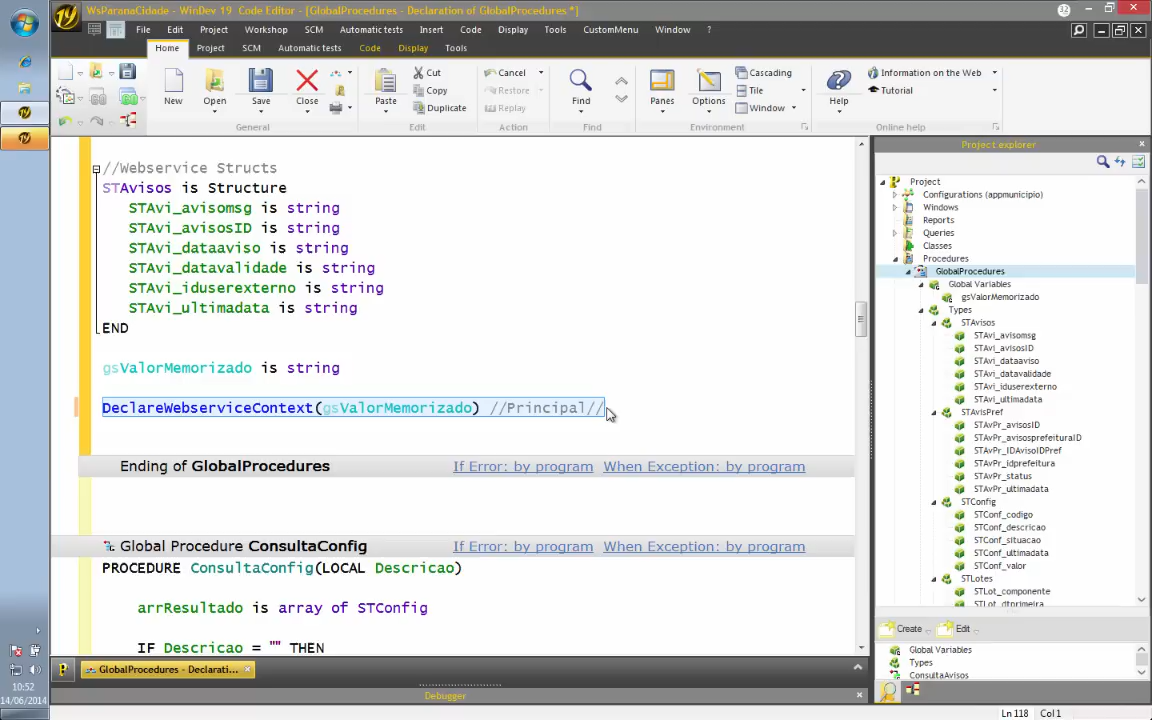 WsParanaCidade - WinDev 19 Code Editor - [GlobalProcedures - Declaration of GlobalProcedures *]
32
File Edit Project Workshop SCM Automatic tests Insert Code Display Tools CustomMenu Window ?
Home Project SCM Automatic tests Code Display Tools
New Open Save Close Paste Cut Copy Duplicate Cancel Restore Replay Find Panes Options Cascading Tile Window Help Information on the Web Tutorial
General Edit Action Find Environment Online help
//Webservice Structs
STAvisos is Structure
STAvi_avisomsg is string
STAvi_avisosID is string
STAvi_dataaviso is string
STAvi_datavalidade is string
STAvi_iduserexterno is string
STAvi_ultimadata is string
END
gsValorMemorizado is string
DeclareWebserviceContext(gsValorMemorizado) //Principal//
Ending of GlobalProcedures If Error: by program When Exception: by program
Global Procedure ConsultaConfig If Error: by program When Exception: by program
PROCEDURE ConsultaConfig(LOCAL Descricao)
arrResultado is array of STConfig
IF Descricao = "" THEN
GlobalProcedures - Declarati...
Debugger
Project explorer
Project
Configurations (appmunicipio)
Windows
Reports
Queries
Classes
Procedures
GlobalProcedures
Global Variables
gsValorMemorizado
Types
STAvisos
STAvi_avisomsg
STAvi_avisosID
STAvi_dataaviso
STAvi_datavalidade
STAvi_iduserexterno
STAvi_ultimadata
STAvisPref
STAvPr_avisosID
STAvPr_avisosprefeituraID
STAvPr_IDAvisoIDPref
STAvPr_idprefeitura
STAvPr_status
STAvPr_ultimadata
STConfig
STConf_codigo
STConf_descricao
STConf_situacao
STConf_ultimadata
STConf_valor
STLotes
STLot_componente
STLot_dtprimeira
Create Edit
Global Variables
Types
ConsultaAvisos
Ln 118 Col 1
10:52
14/06/2014